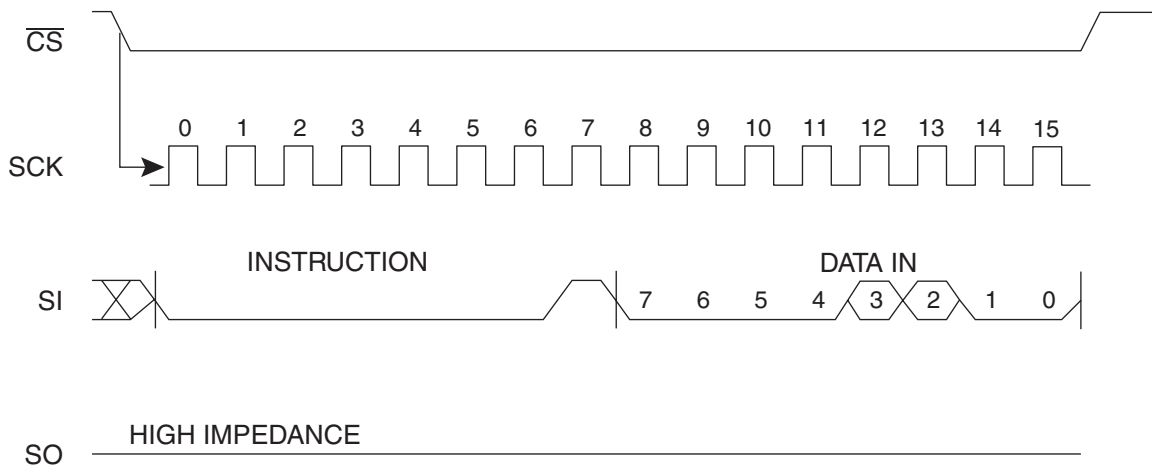 CS
0 1 2 3 4 5 6 7 8 9 10 11 12 13 14 15
SCK
INSTRUCTION DATA IN
SI 7 6 5 4 3 2 1 0
HIGH IMPEDANCE
SO